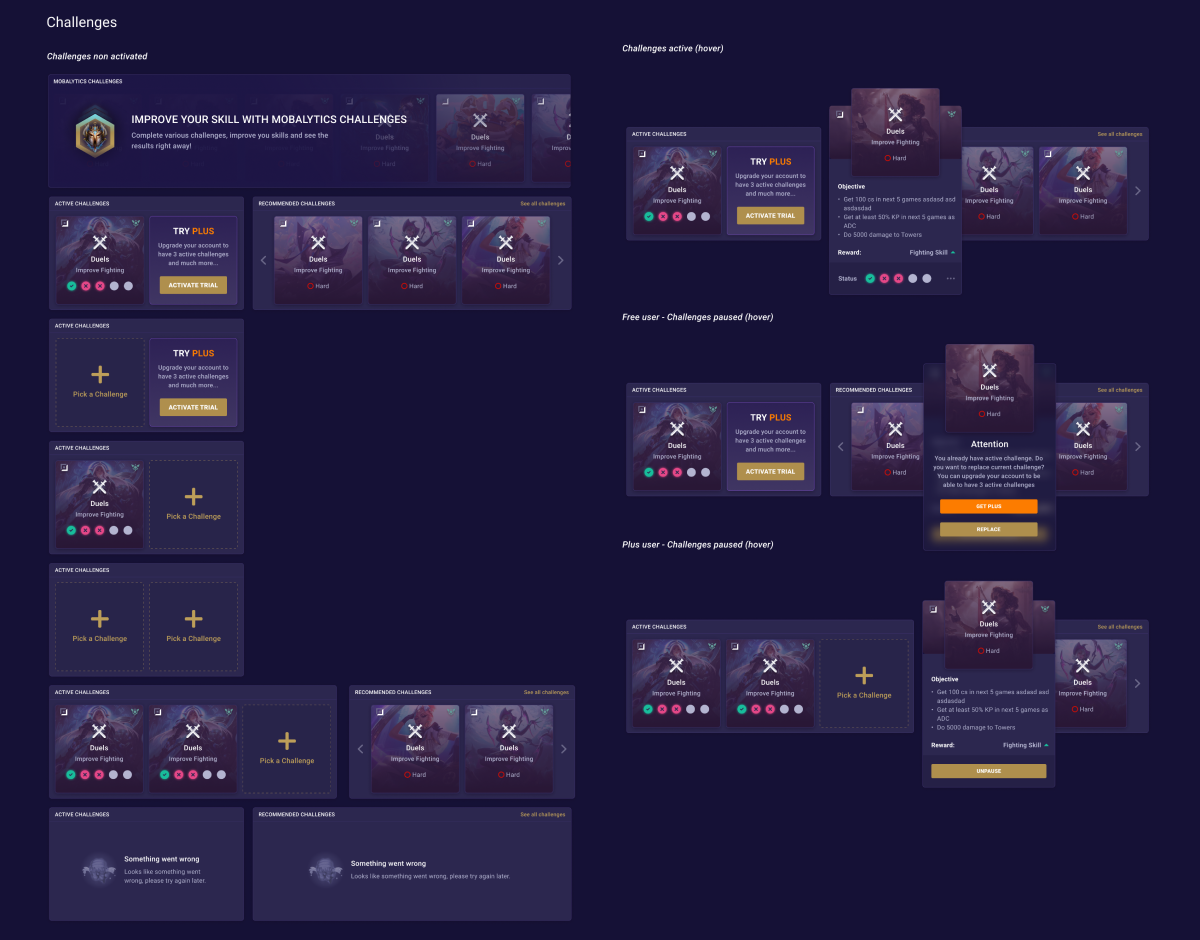 Challenges
Challenges non activated
MOBALYTICS CHALLENGES
IMPROVE YOUR SKILL WITH MOBALYTICS CHALLENGES
Complete various challenges, improve you skills and see the
results right away!
Duels
Improve Fighting
Hard
Duels
Improve Fighting
Hard
ACTIVE CHALLENGES
Duels
Improve Fighting
TRY PLUS
Upgrade your account to
have 3 active challenges
and much more...
ACTIVATE TRIAL
RECOMMENDED CHALLENGES
See all challenges
Duels
Improve Fighting
Hard
Duels
Improve Fighting
Hard
Duels
Improve Fighting
Hard
ACTIVE CHALLENGES
Pick a Challenge
TRY PLUS
Upgrade your account to
have 3 active challenges
and much more...
ACTIVATE TRIAL
ACTIVE CHALLENGES
Duels
Improve Fighting
Pick a Challenge
ACTIVE CHALLENGES
Pick a Challenge
Pick a Challenge
ACTIVE CHALLENGES
Duels
Improve Fighting
Duels
Improve Fighting
Pick a Challenge
RECOMMENDED CHALLENGES
See all challenges
Duels
Improve Fighting
Hard
Duels
Improve Fighting
Hard
ACTIVE CHALLENGES
Something went wrong
Looks like something went
wrong, please try again later.
RECOMMENDED CHALLENGES
See all challenges
Something went wrong
Looks like something went wrong, please try again later.
Challenges active (hover)
ACTIVE CHALLENGES
Duels
Improve Fighting
TRY PLUS
Upgrade your account to
have 3 active challenges
and much more...
ACTIVATE TRIAL
Duels
Improve Fighting
Hard
Objective
• Get 100 cs in next 5 games asdasd and
asdasdad
• Get at least 50% KP in next 5 games as
ADC
• Do 5000 damage to Towers
Reward:
Fighting Skill
Status
See all challenges
Duels
Improve Fighting
Hard
Duels
Improve Fighting
Hard
Free user - Challenges paused (hover)
ACTIVE CHALLENGES
Duels
Improve Fighting
TRY PLUS
Upgrade your account to
have 3 active challenges
and much more...
ACTIVATE TRIAL
RECOMMENDED CHALLENGES
See all challenges
Duels
Improve Fighting
Hard
Duels
Improve Fighting
Hard
Attention
You already have active challenge. Do
you want to replace current challenge?
You can upgrade your account to be
able to have 3 active challenges
GET PLUS
REPLACE
Duels
Improve Fighting
Hard
Plus user - Challenges paused (hover)
ACTIVE CHALLENGES
Duels
Improve Fighting
Duels
Improve Fighting
Pick a Challenge
Duels
Improve Fighting
Hard
Objective
• Get 100 cs in next 5 games asdasd and
asdasdad
• Get at least 50% KP in next 5 games as
ADC
• Do 5000 damage to Towers
Reward:
Fighting Skill
UNPAUSE
See all challenges
Duels
Improve Fighting
Hard